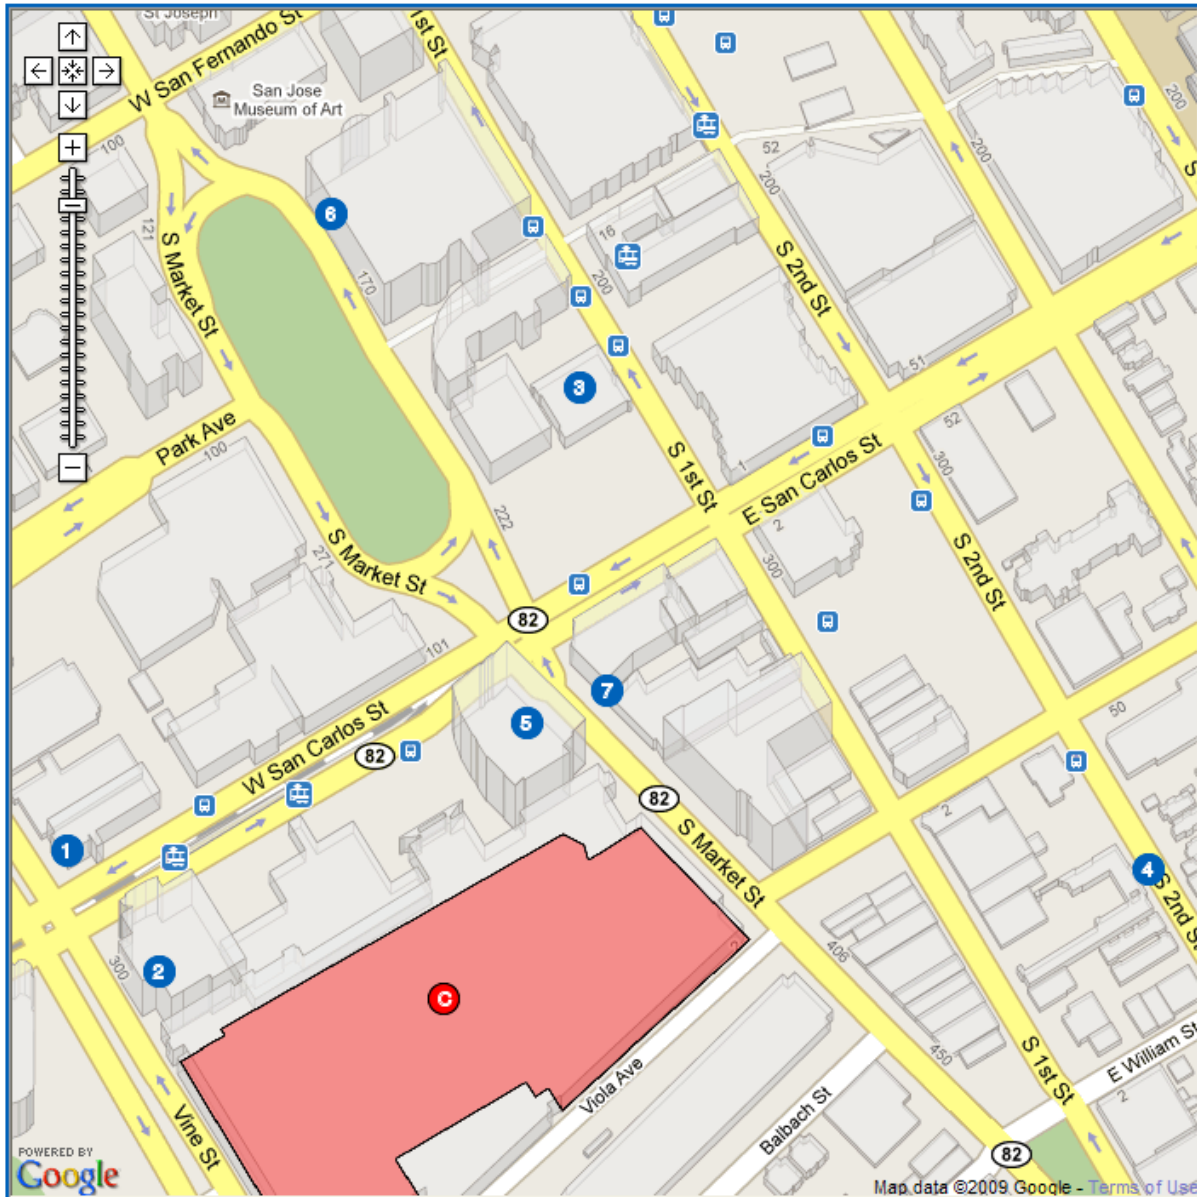 St Joseph
W San Fernando St
1st St
San Jose
Museum of Art
100
52
200
200
200
S
121
S Market St
6
170
16
200
S 2nd St
3
51
Park Ave
100
S 1st St
1
52
E San Carlos St
300
222
2
S Market St
271
300
S 2nd St
82
101
7
5
50
W San Carlos St
82
82
2
S Market St
1
4
S 2nd St
2
300
406
C
2
450
S 1st St
E William St
Viola Ave
Balbach St
2
Vine St
82
POWERED BY
Google
Map data ©2009 Google - Terms of Use